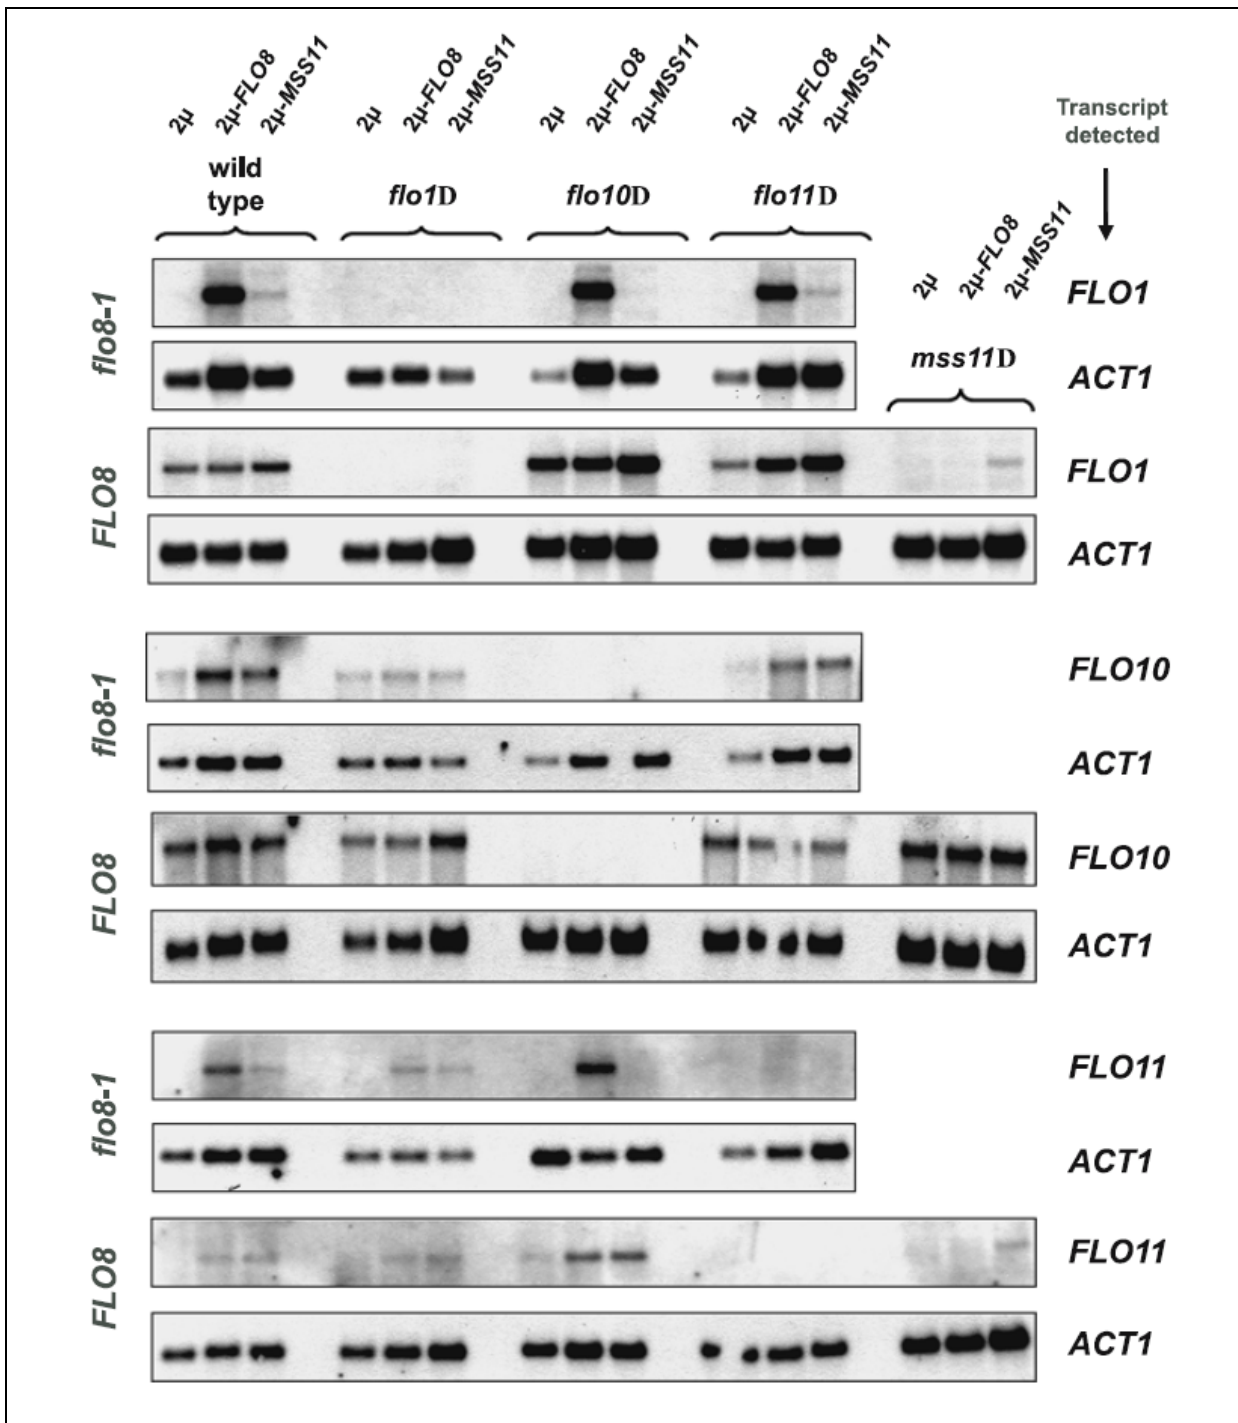 2µ 2µ-FLO8 2µ-MSS11 2µ 2µ-FLO8 2µ-MSS11 2µ 2µ-FLO8 2µ-MSS11 2µ 2µ-FLO8 2µ-MSS11
Transcript
detected
wild
type
flo1D flo10D flo11D
2µ 2µ-FLO8 2µ-MSS11
flo8-1
FLO1
mss11D
ACT1
FLO8
FLO1
ACT1
flo8-1
FLO10
ACT1
FLO8
FLO10
ACT1
flo8-1
FLO11
ACT1
FLO8
FLO11
ACT1